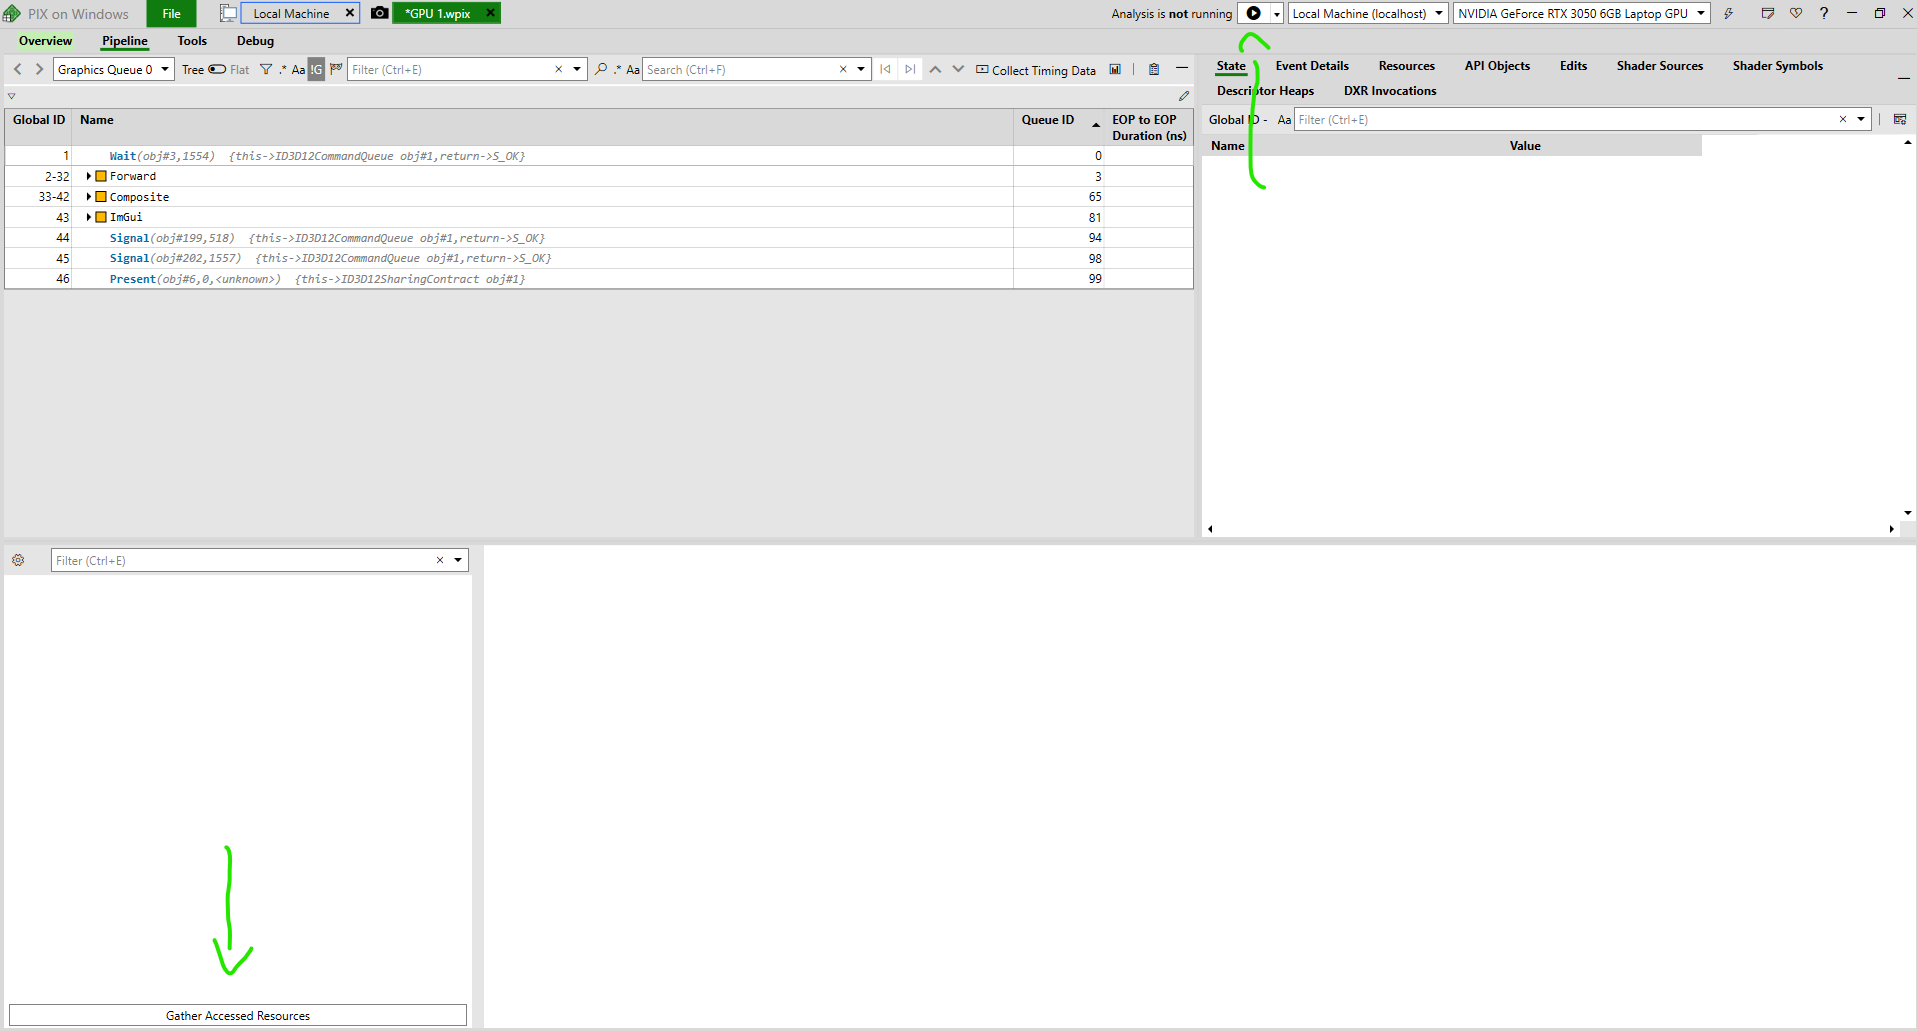 PIX on Windows File Local Machine *GPU 1.wpix Analysis is not running Local Machine (localhost) NVIDIA GeForce RTX 3050 6GB Laptop GPU ?
Overview Pipeline Tools Debug
Graphics Queue 0 Tree Flat .* Aa !G Filter (Ctrl+E) .* Aa Search (Ctrl+F) Collect Timing Data
State Event Details Resources API Objects Edits Shader Sources Shader Symbols
Descriptor Heaps DXR Invocations
Global ID - Aa Filter (Ctrl+E)
Name Value
Global ID Name Queue ID EOP to EOP
Duration (ns)
1 Wait(obj#3,1554) {this->ID3D12CommandQueue obj#1,return->S_OK} 0
2-32 Forward 3
33-42 Composite 65
43 ImGui 81
44 Signal(obj#199,518) {this->ID3D12CommandQueue obj#1,return->S_OK} 94
45 Signal(obj#202,1557) {this->ID3D12CommandQueue obj#1,return->S_OK} 98
46 Present(obj#6,0,<unknown>) {this->ID3D12SharingContract obj#1} 99
Filter (Ctrl+E)
Gather Accessed Resources